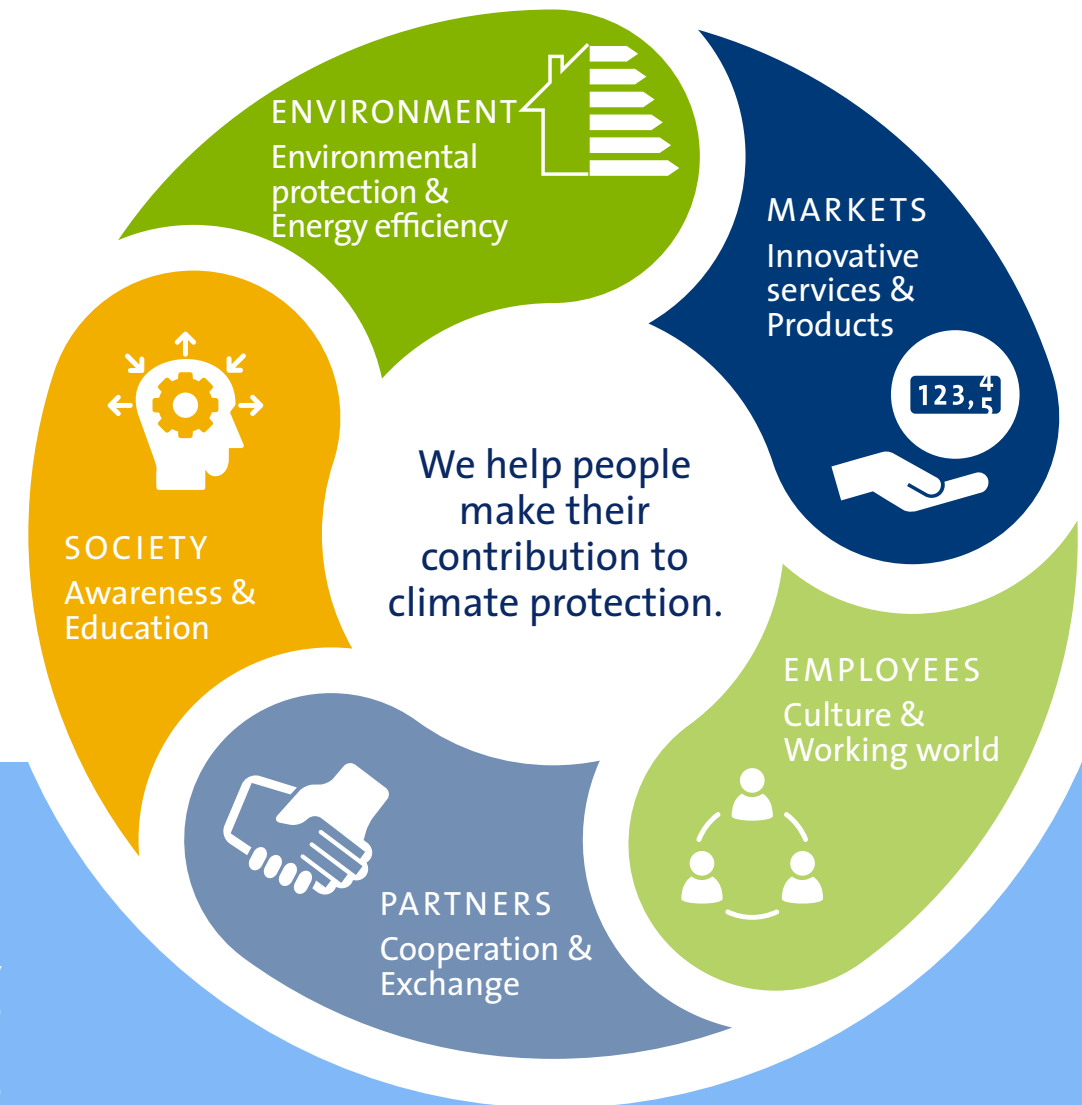 ENVIRONMENT
Environmental
protection &
Energy efficiency
MARKETS
Innovative
services &
Products
123, 4
5
We help people
make their
contribution to
climate protection.
SOCIETY
Awareness &
Education
EMPLOYEES
Culture &
Working world
PARTNERS
Cooperation &
Exchange